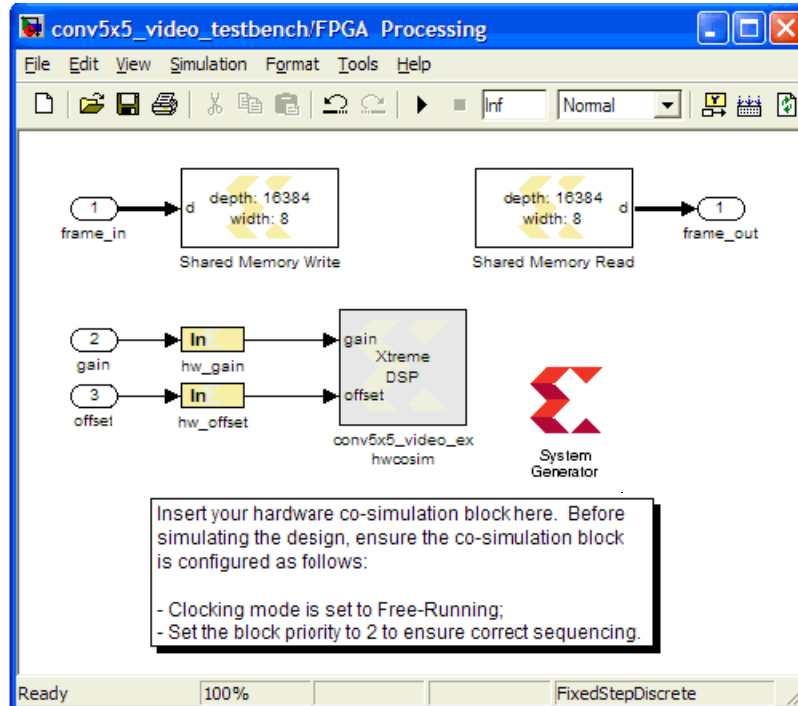 conv5x5_video_testbench/FPGA Processing
File Edit View Simulation Format Tools Help
Inf Normal
depth: 16384
width: 8
d
1
frame_in
Shared Memory Write
depth: 16384
width: 8
d
1
frame_out
Shared Memory Read
2
gain
In
hw_gain
3
offset
In
hw_offset
gain
Xtreme
DSP
offset
conv5x5_video_ex
hwcosim
System
Generator
Insert your hardware co-simulation block here. Before
simulating the design, ensure the co-simulation block
is configured as follows:
- Clocking mode is set to Free-Running;
- Set the block priority to 2 to ensure correct sequencing.
Ready 100% FixedStepDiscrete